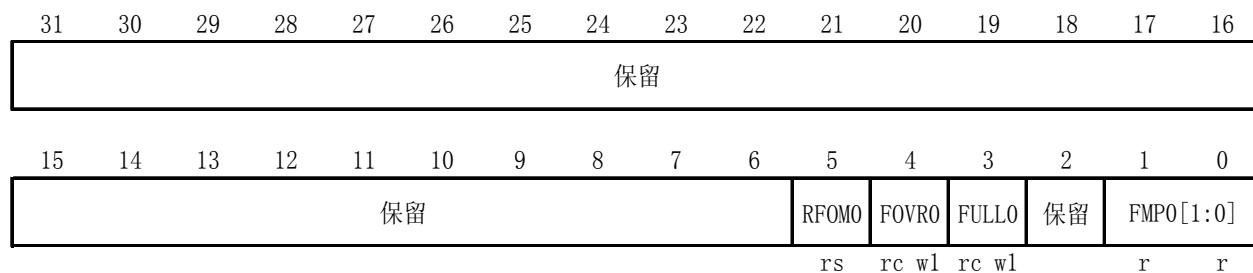 31 30 29 28 27 26 25 24 23 22 21 20 19 18 17 16
保留
15 14 13 12 11 10 9 8 7 6 5 4 3 2 1 0
保留 RFOM0 FOVR0 FULL0 保留 FMP0[1:0]
rs rc w1 rc w1 r r